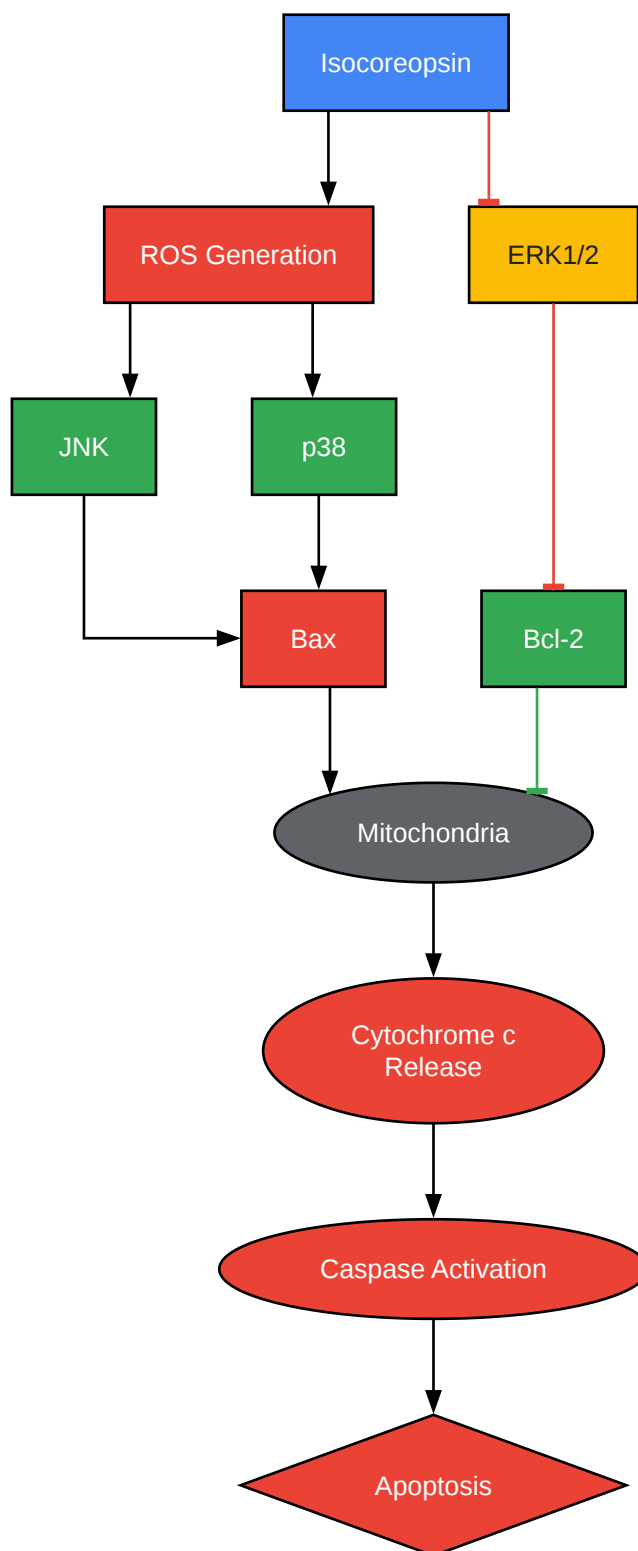 Isocoreopsin
ROS Generation
ERK1/2
JNK
p38
Bax
Bcl-2
Mitochondria
Cytochrome c
Release
Caspase Activation
Apoptosis